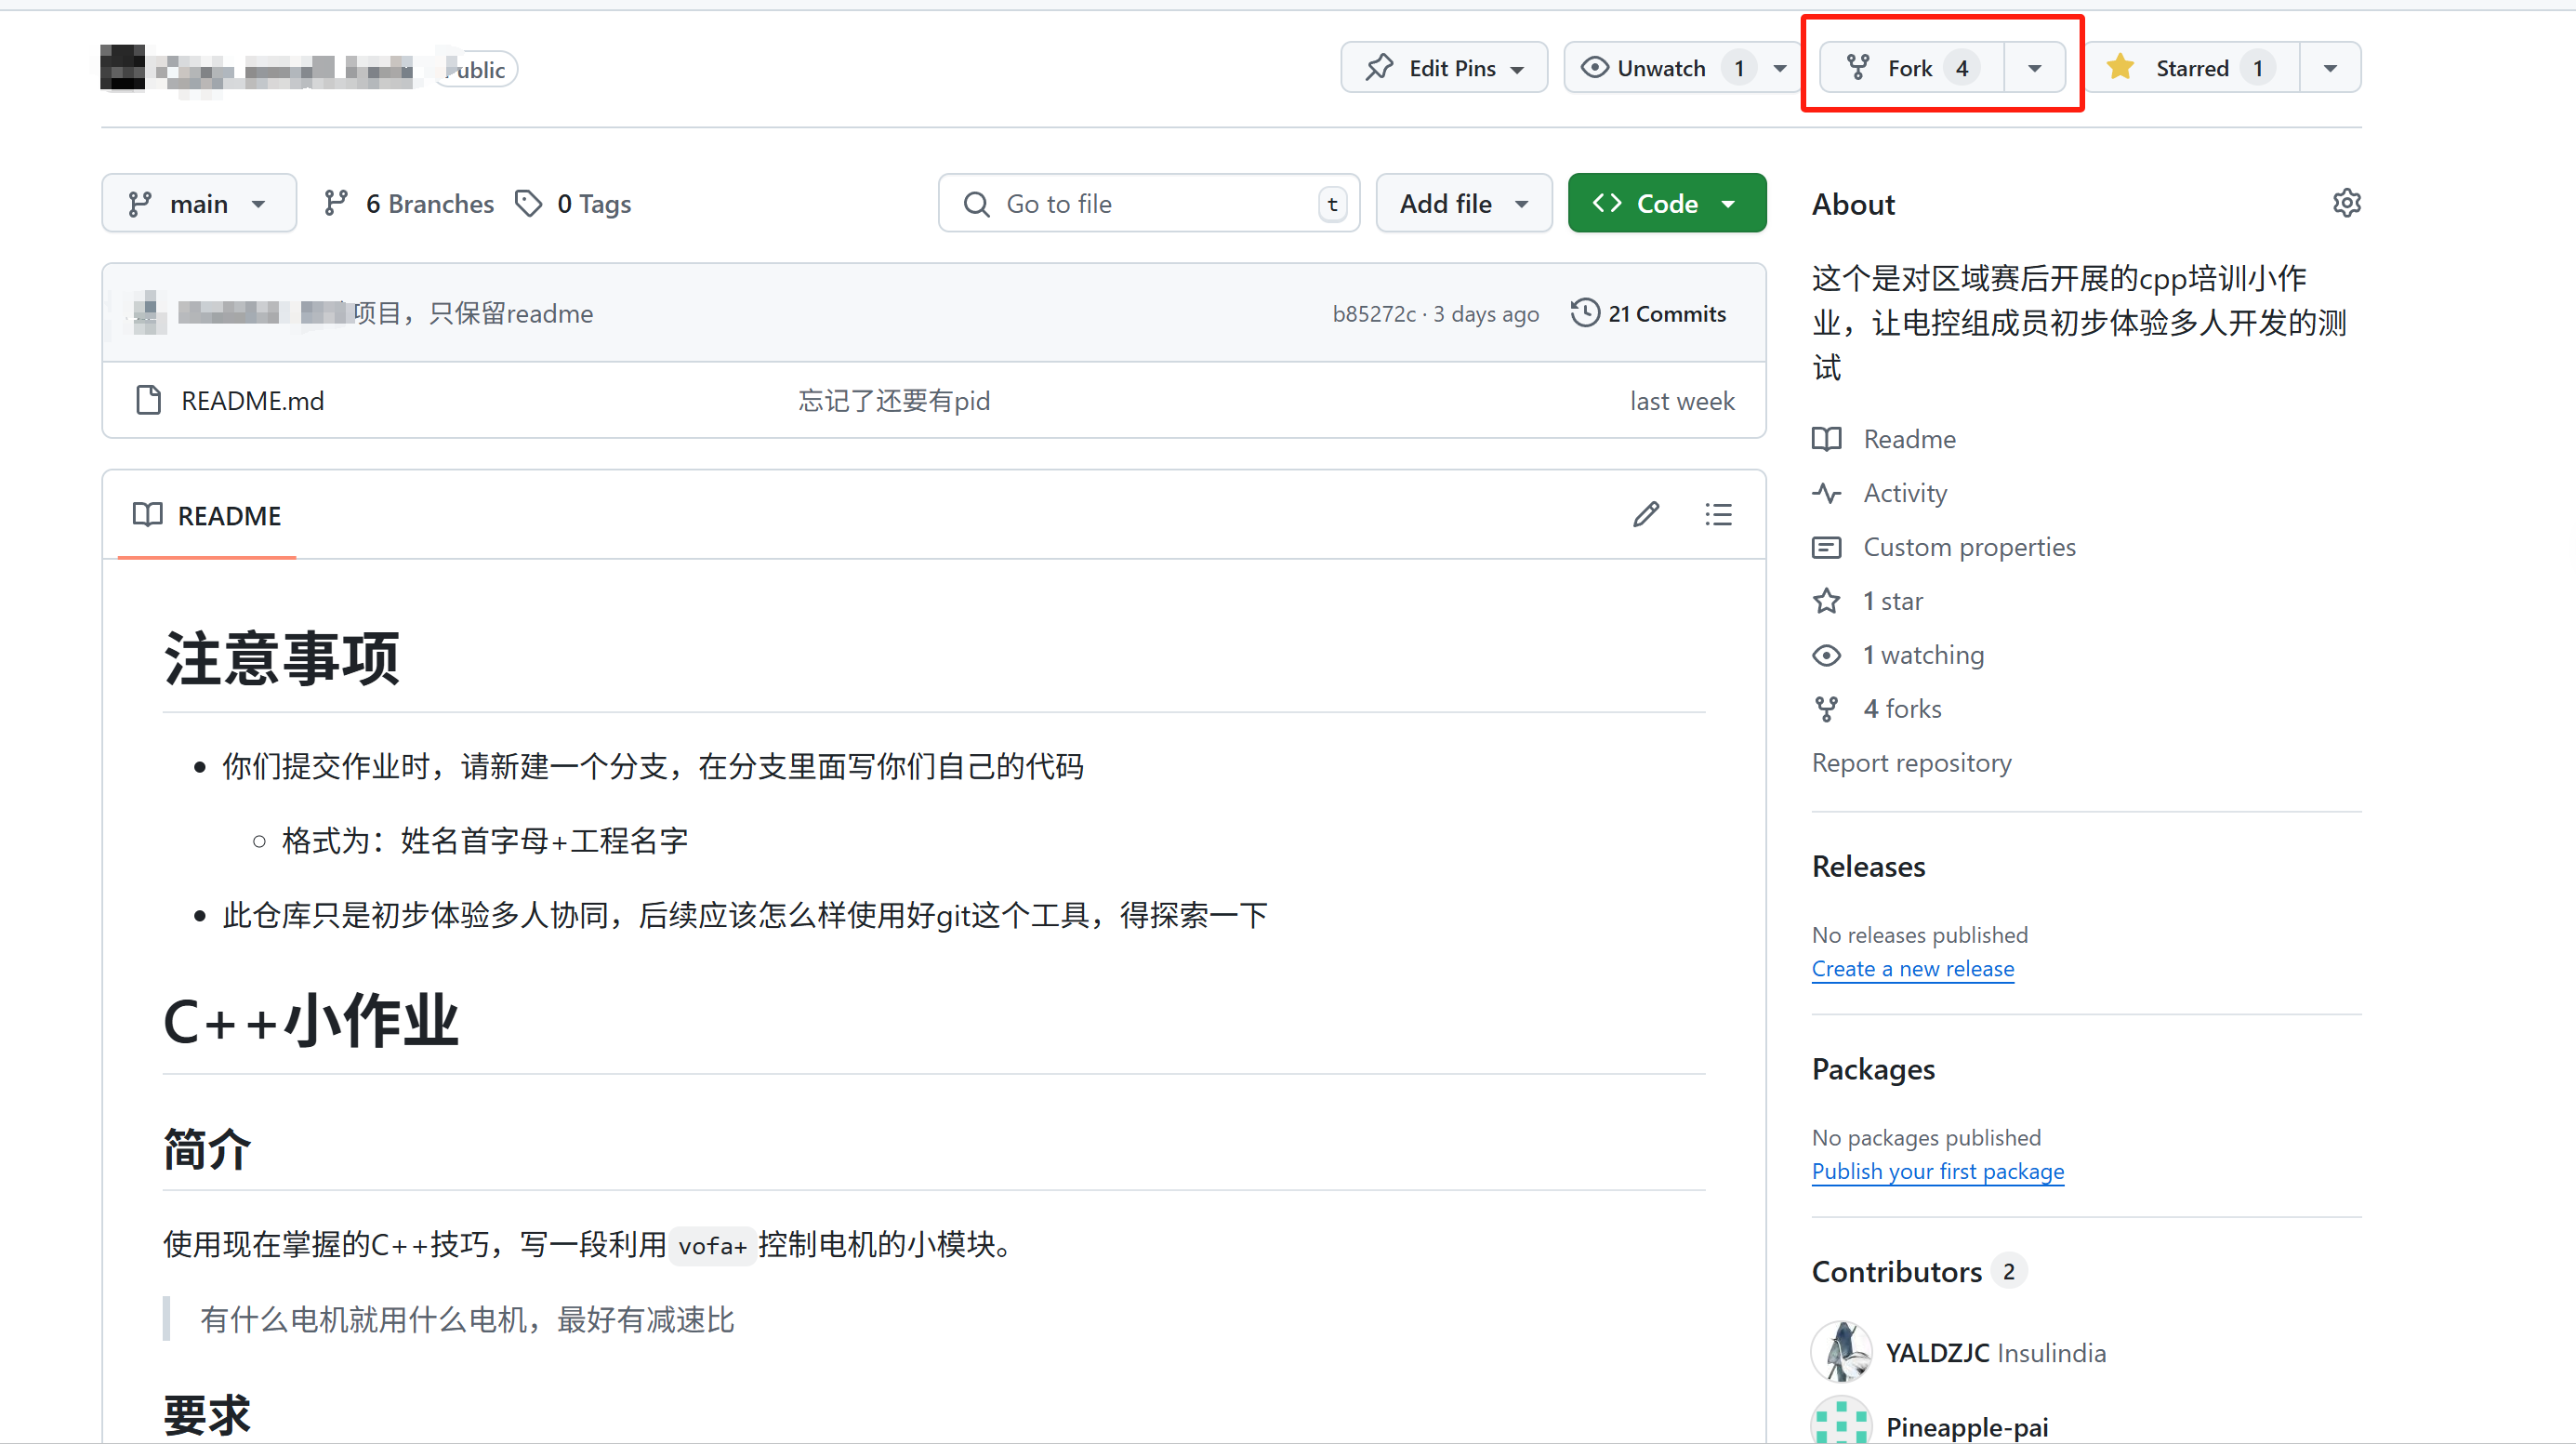 Public
Edit Pins
Unwatch 1
Fork 4
Starred 1
main
6 Branches
0 Tags
Go to file
t
Add file
Code
项目，只保留readme
b85272c · 3 days ago
21 Commits
README.md
忘记了还要有pid
last week
README
注意事项
你们提交作业时，请新建一个分支，在分支里面写你们自己的代码
格式为：姓名首字母+工程名字
此仓库只是初步体验多人协同，后续应该怎么样使用好git这个工具，得探索一下
C++小作业
简介
使用现在掌握的C++技巧，写一段利用 vofa+ 控制电机的小模块。
有什么电机就用什么电机，最好有减速比
要求
About
这个是对区域赛后开展的cpp培训小作
业，让电控组成员初步体验多人开发的测
试
Readme
Activity
Custom properties
1 star
1 watching
4 forks
Report repository
Releases
No releases published
Create a new release
Packages
No packages published
Publish your first package
Contributors 2
YALDZJC Insulindia
Pineapple-pai